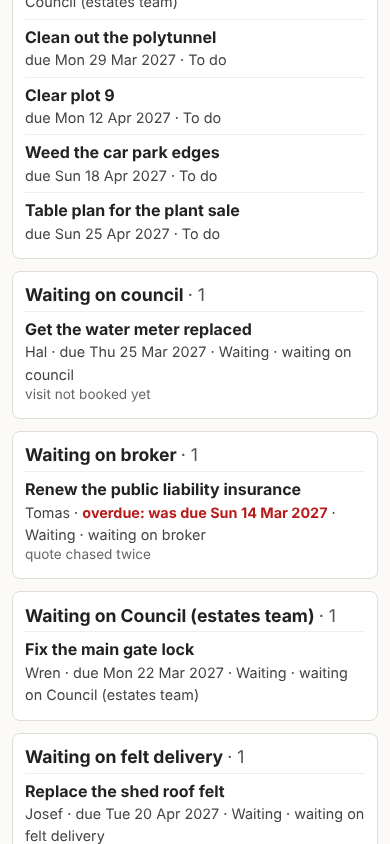 Council (estates team)
Clean out the polytunnel
due Mon 29 Mar 2027 · To do
Clear plot 9
due Mon 12 Apr 2027 · To do
Weed the car park edges
due Sun 18 Apr 2027 · To do
Table plan for the plant sale
due Sun 25 Apr 2027 · To do
Waiting on council · 1
Get the water meter replaced
Hal · due Thu 25 Mar 2027 · Waiting · waiting on
council
visit not booked yet
Waiting on broker · 1
Renew the public liability insurance
Tomas · overdue: was due Sun 14 Mar 2027 ·
Waiting · waiting on broker
quote chased twice
Waiting on Council (estates team) · 1
Fix the main gate lock
Wren · due Mon 22 Mar 2027 · Waiting · waiting
on Council (estates team)
Waiting on felt delivery · 1
Replace the shed roof felt
Josef · due Tue 20 Apr 2027 · Waiting · waiting on
felt delivery